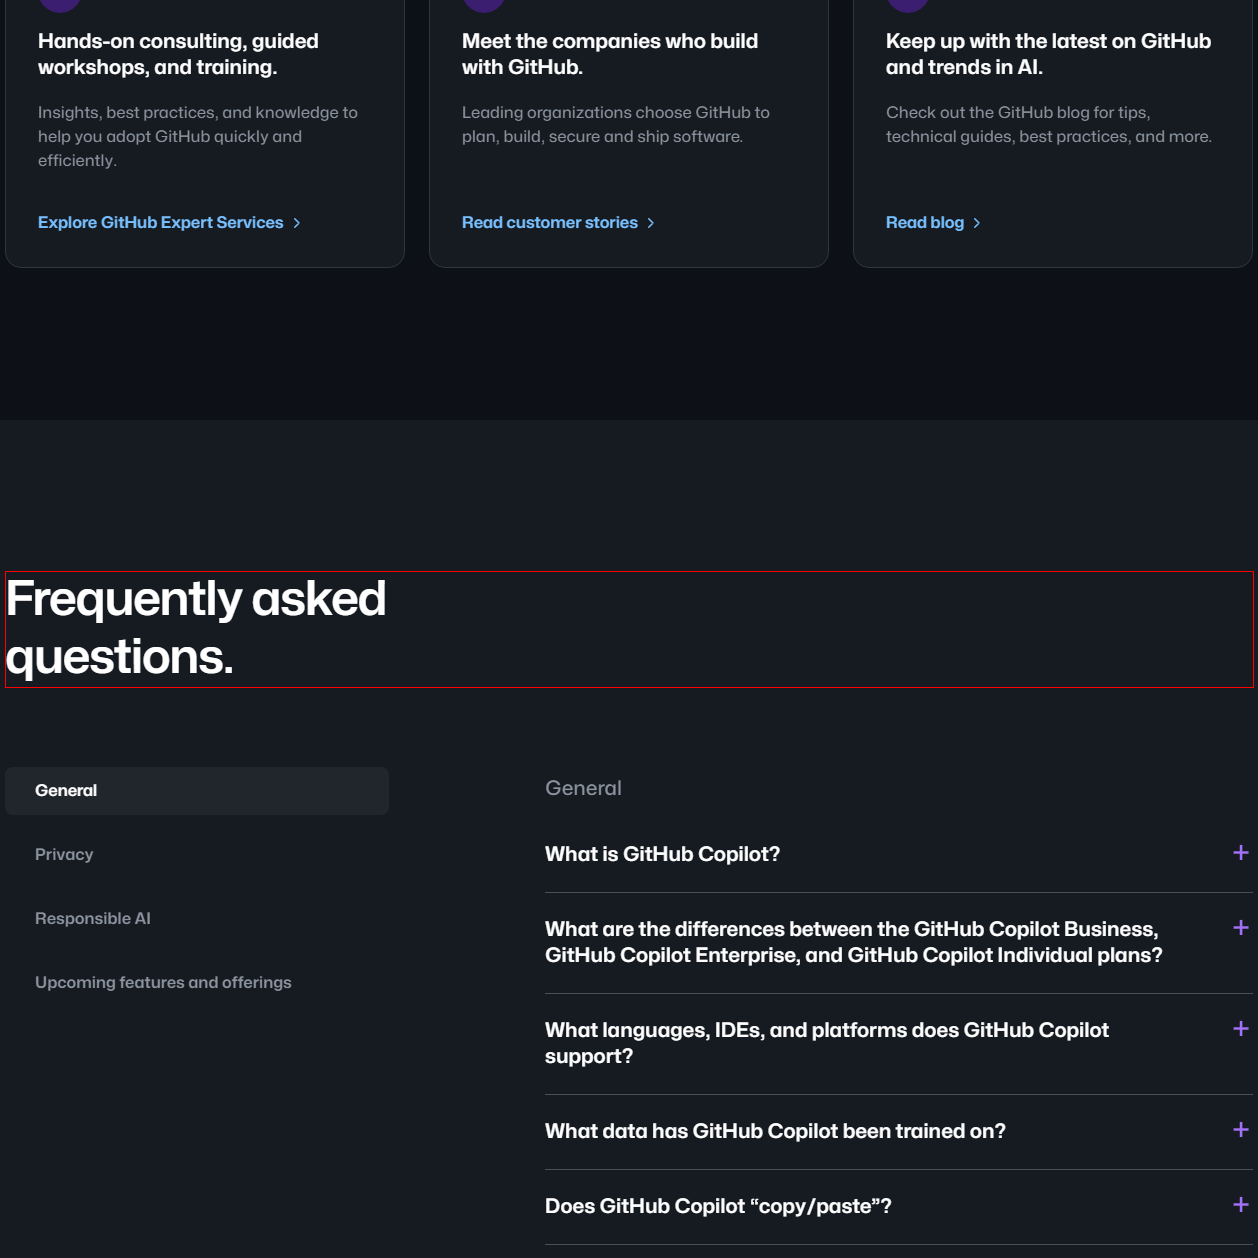 Hands-on consulting, guided
workshops, and training.
Insights, best practices, and knowledge to
help you adopt GitHub quickly and
efficiently.
Explore GitHub Expert Services
Meet the companies who build
with GitHub.
Leading organizations choose GitHub to
plan, build, secure and ship software.
Read customer stories
Keep up with the latest on GitHub
and trends in AI.
Check out the GitHub blog for tips,
technical guides, best practices, and more.
Read blog
Frequently asked
questions.
General
Privacy
Responsible AI
Upcoming features and offerings
General
What is GitHub Copilot?
What are the differences between the GitHub Copilot Business,
GitHub Copilot Enterprise, and GitHub Copilot Individual plans?
What languages, IDEs, and platforms does GitHub Copilot
support?
What data has GitHub Copilot been trained on?
Does GitHub Copilot “copy/paste”?